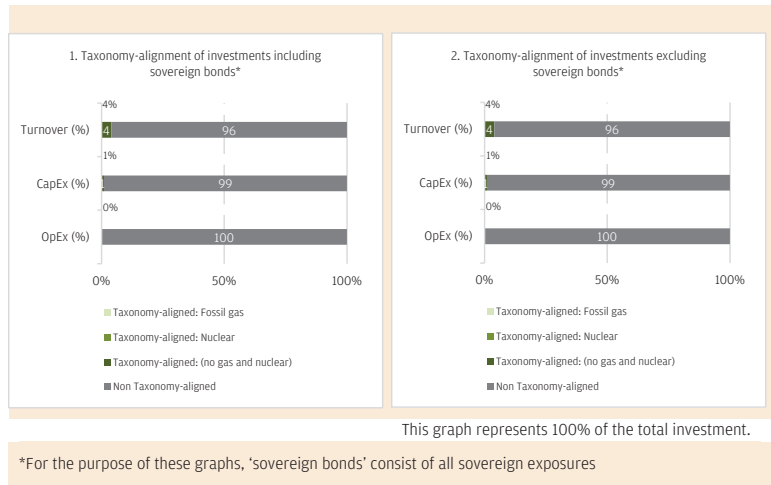 1. Taxonomy-alignment of investments including
sovereign bonds*
4%
Turnover (%) 4 96
1%
CapEx (%) 1 99
0%
OpEx (%) 100
0% 50% 100%
Taxonomy-aligned: Fossil gas
Taxonomy-aligned: Nuclear
Taxonomy-aligned: (no gas and nuclear)
Non Taxonomy-aligned
2. Taxonomy-alignment of investments excluding
sovereign bonds*
4%
Turnover (%) 4 96
1%
CapEx (%) 1 99
0%
OpEx (%) 100
0% 50% 100%
Taxonomy-aligned: Fossil gas
Taxonomy-aligned: Nuclear
Taxonomy-aligned: (no gas and nuclear)
Non Taxonomy-aligned
This graph represents 100% of the total investment.
*For the purpose of these graphs, ‘sovereign bonds’ consist of all sovereign exposures